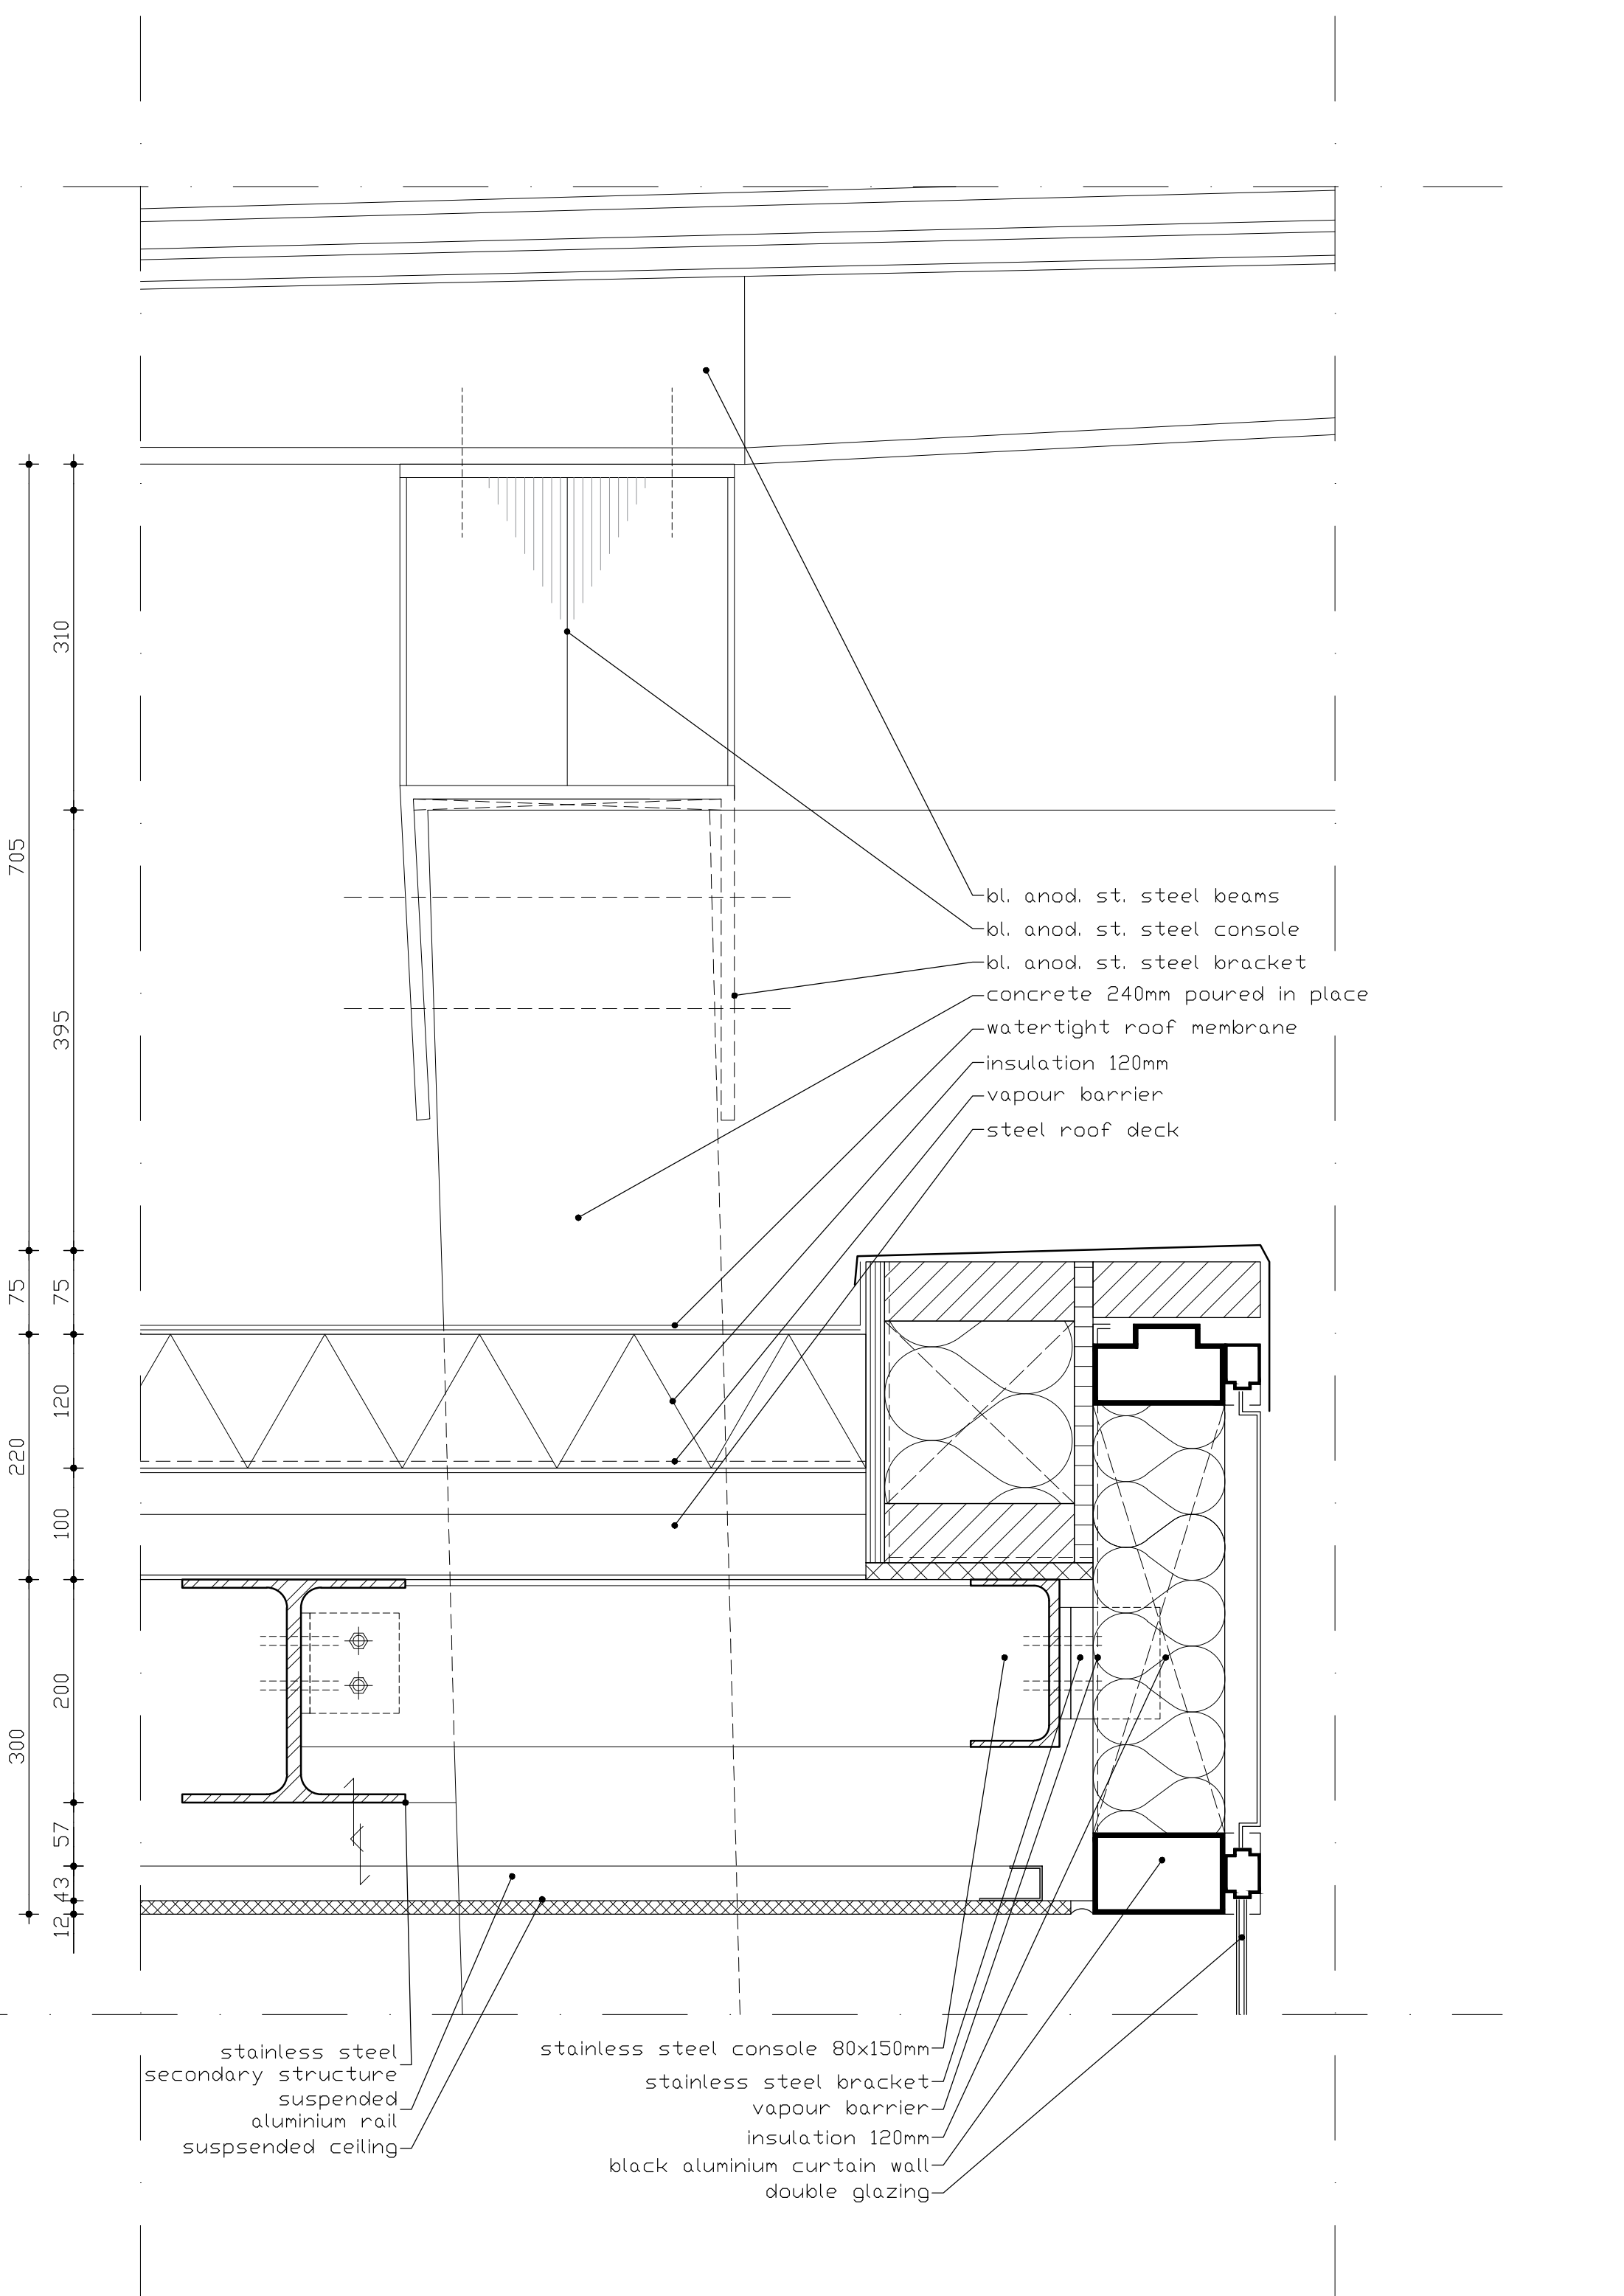 310
705
395
75
75
120
220
100
200
300
57
43
12
bl. anod. st. steel beams
bl. anod. st. steel console
bl. anod. st. steel bracket
concrete 240mm poured in place
watertight roof membrane
insulation 120mm
vapour barrier
steel roof deck
stainless steel
secondary structure
suspended
aluminium rail
suspsended ceiling
stainless steel console 80x150mm
stainless steel bracket
vapour barrier
insulation 120mm
black aluminium curtain wall
double glazing